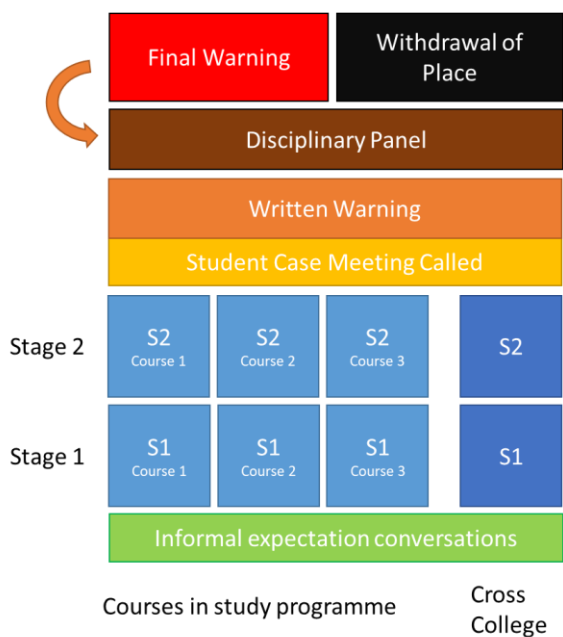 Final Warning
Withdrawal of
Place
Disciplinary Panel
Written Warning
Student Case Meeting Called
Stage 2
S2
Course 1
S2
Course 2
S2
Course 3
S2
Stage 1
S1
Course 1
S1
Course 2
S1
Course 3
S1
Informal expectation conversations
Courses in study programme
Cross
College